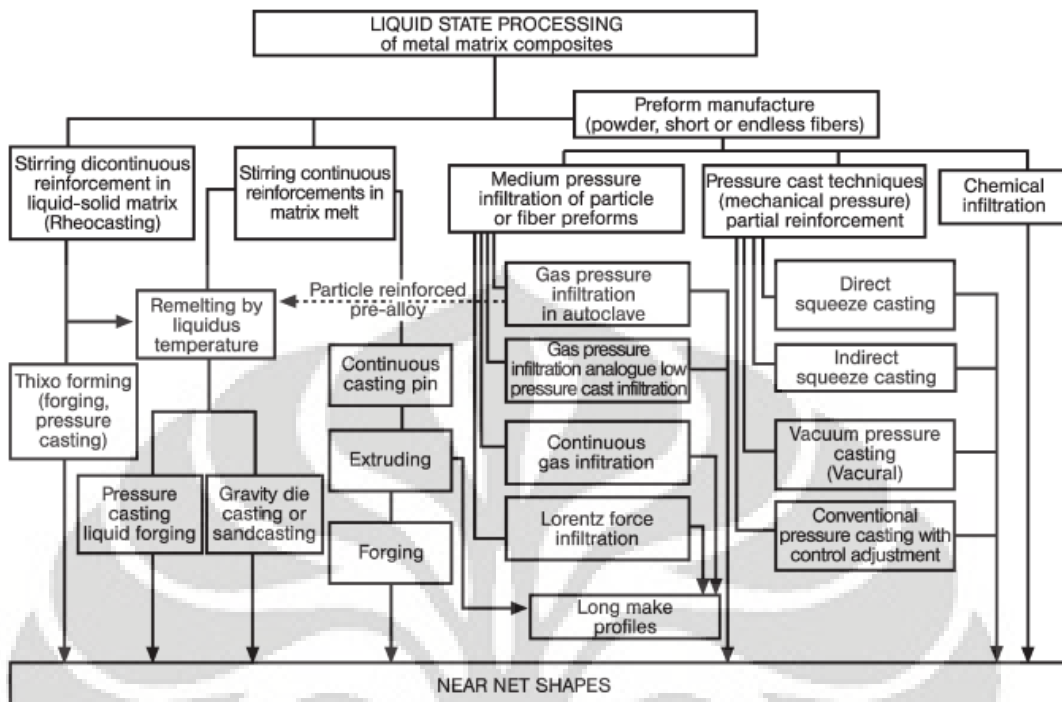 LIQUID STATE PROCESSING
of metal matrix composites
Preform manufacture
(powder, short or endless fibers)
Stirring dicontinuous
reinforcement in
liquid-solid matrix
(Rheocasting)
Stirring continuous
reinforcements in
matrix melt
Medium pressure
infiltration of particle
or fiber preforms
Pressure cast techniques
(mechanical pressure)
partial reinforcement
Chemical
infiltration
Remelting by
liquidus
temperature
Particle reinforced
pre-alloy
Gas pressure
infiltration
in autoclave
Direct
squeeze casting
Thixo forming
(forging,
pressure
casting)
Continuous
casting pin
Gas pressure
infiltration analogue low
pressure cast infiltration
Indirect
squeeze casting
Pressure
casting
liquid forging
Gravity die
casting or
sandcasting
Extruding
Continuous
gas infitration
Vacuum pressure
casting
(Vacural)
Forging
Lorentz force
infiltration
Conventional
pressure casting with
control adjustment
Long make
profiles
NEAR NET SHAPES